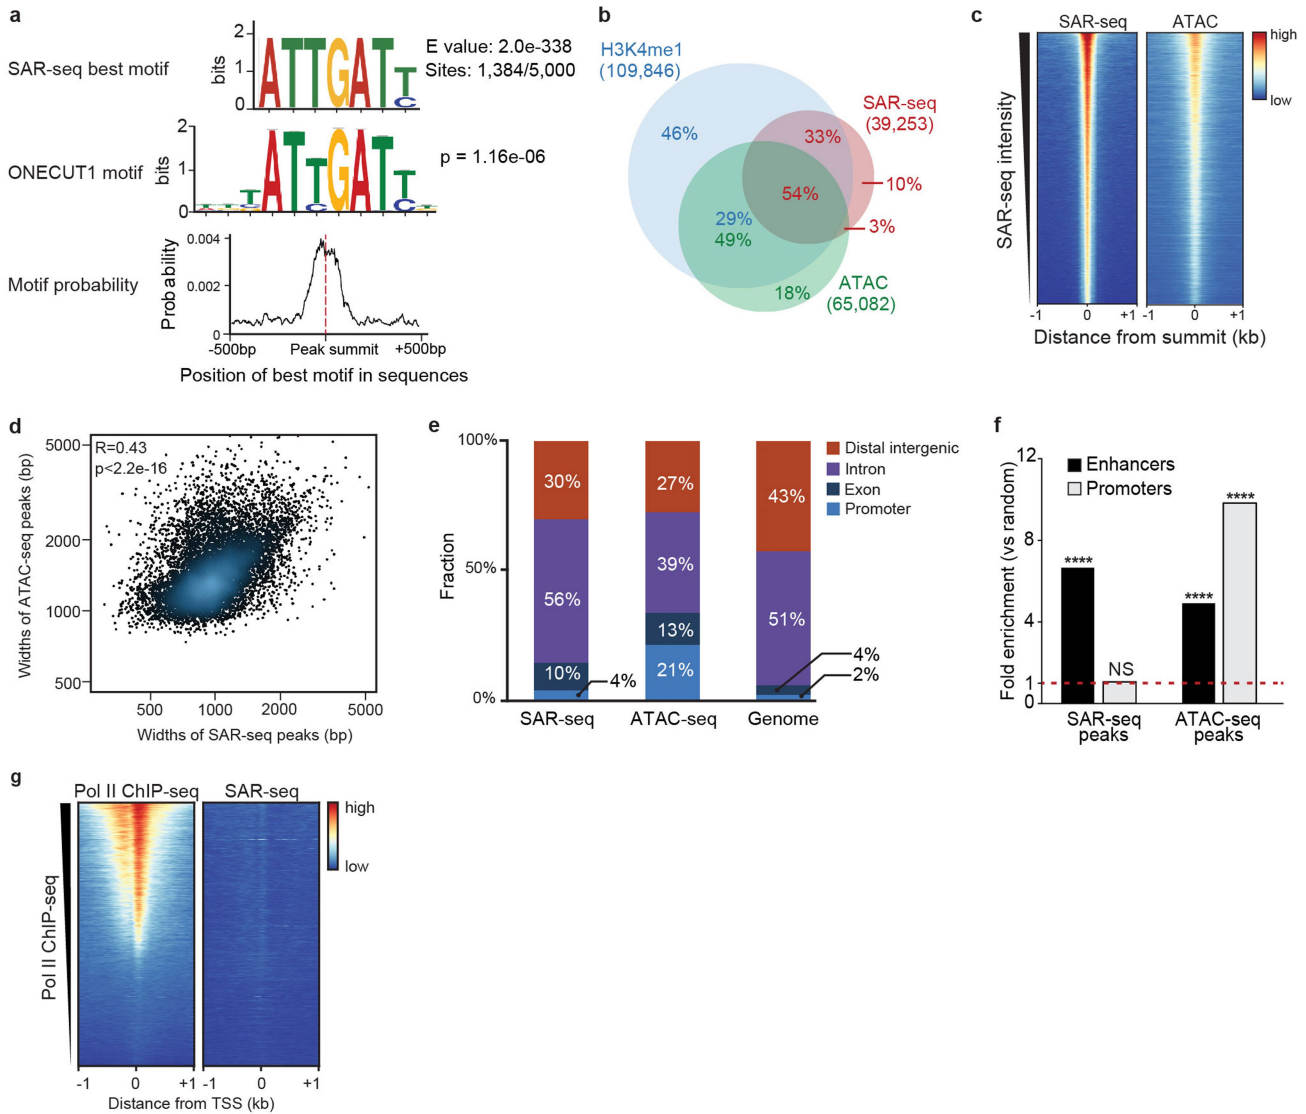 a
SAR-seq best motif
bits
2
1
0
ATTGATT
C
E value: 2.0e-338
Sites: 1,384/5,000
ONECUT1 motif
bits
2
1
0
TATTGATT
C C
p = 1.16e-06
Motif probability
Probability
0.004
0.002
0
-500bp
Peak summit
+500bp
Position of best motif in sequences
b
H3K4me1
(109,846)
SAR-seq
(39,253)
46%
33%
10%
54%
29%
49%
3%
18%
ATAC
(65,082)
c
SAR-seq
ATAC
high
low
SAR-seq intensity
-1
0
+1
-1
0
+1
Distance from summit (kb)
d
R=0.43
p<2.2e-16
Widths of ATAC-seq peaks (bp)
5000
2000
1000
500
500
1000
2000
5000
Widths of SAR-seq peaks (bp)
e
Fraction
100%
50%
0%
30%
56%
10%
4%
27%
39%
13%
21%
43%
51%
4%
2%
SAR-seq
ATAC-seq
Genome
Distal intergenic
Intron
Exon
Promoter
f
Fold enrichment (vs random)
12
8
4
1
0
Enhancers
Promoters
****
NS
****
****
SAR-seq
peaks
ATAC-seq
peaks
g
Pol II ChIP-seq
SAR-seq
high
low
Pol II ChIP-seq
-1
0
+1
-1
0
+1
Distance from TSS (kb)